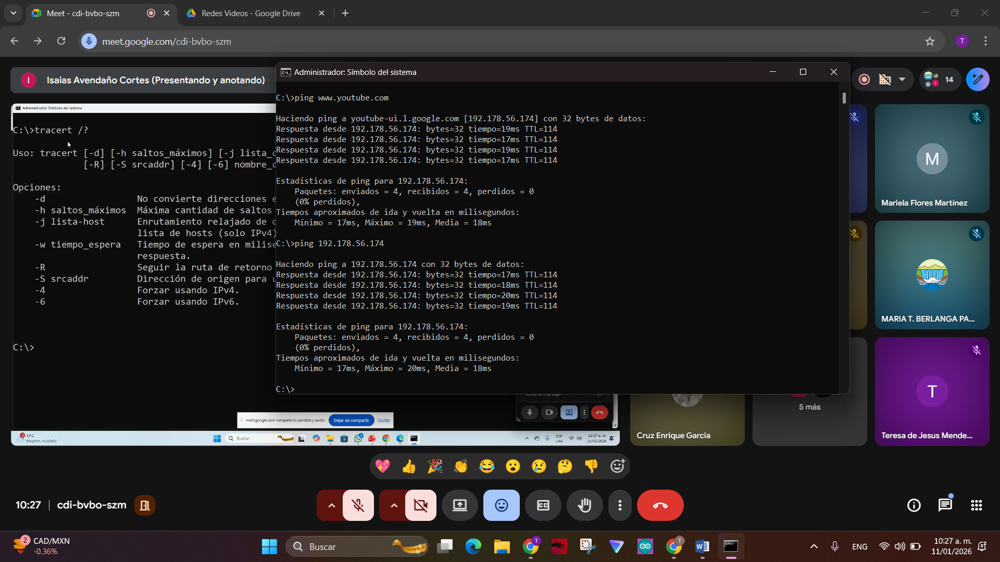 Meet - cdi-bvbo-szm
Redes Videos - Google Drive
meet.google.com/cdi-bvbo-szm
T
I
Isaias Avendaño Cortes (Presentando y anotando)
14
Administrador: Símbolo del sistema
C:\>tracert /?
Uso: tracert [-d] [-h saltos_máximos] [-j lista_
[-R] [-S srcaddr] [-4] [-6] nombre_
Opciones:
-d No convierte direcciones
-h saltos_máximos Máxima cantidad de saltos
-j lista-host Enrutamiento relajado de
lista de hosts (solo IPv4)
-w tiempo_espera Tiempo de espera en
respuesta.
-R Seguir la ruta de retorno
-S srcaddr Dirección de origen para
-4 Forzar usando IPv4.
-6 Forzar usando IPv6.
C:\>
Administrador: Símbolo del sistema
C:\>ping www.youtube.com
Haciendo ping a youtube-ui.l.google.com [192.178.56.174] con 32 bytes de datos:
Respuesta desde 192.178.56.174: bytes=32 tiempo=19ms TTL=114
Respuesta desde 192.178.56.174: bytes=32 tiempo=17ms TTL=114
Respuesta desde 192.178.56.174: bytes=32 tiempo=19ms TTL=114
Respuesta desde 192.178.56.174: bytes=32 tiempo=17ms TTL=114
Estadísticas de ping para 192.178.56.174:
Paquetes: enviados = 4, recibidos = 4, perdidos = 0
(0% perdidos),
Tiempos aproximados de ida y vuelta en milisegundos:
Mínimo = 17ms, Máximo = 19ms, Media = 18ms
C:\>ping 192.178.56.174
Haciendo ping a 192.178.56.174 con 32 bytes de datos:
Respuesta desde 192.178.56.174: bytes=32 tiempo=17ms TTL=114
Respuesta desde 192.178.56.174: bytes=32 tiempo=18ms TTL=114
Respuesta desde 192.178.56.174: bytes=32 tiempo=20ms TTL=114
Respuesta desde 192.178.56.174: bytes=32 tiempo=19ms TTL=114
Estadísticas de ping para 192.178.56.174:
Paquetes: enviados = 4, recibidos = 4, perdidos = 0
(0% perdidos),
Tiempos aproximados de ida y vuelta en milisegundos:
Mínimo = 17ms, Máximo = 20ms, Media = 18ms
C:\>
M
Mariela Flores Martínez
MARIA T. BERLANGA PA...
T
Teresa de Jesus Mende...
5 más
Cruz Enrique Garcia
meet.google.com comparte tu pantalla y audio.
Dejar de compartir
Ocultar
3
15°C
Mayorm. nublado
Buscar
ESP
LAA
10:27 a. m.
11/01/2026
10:27
cdi-bvbo-szm
CC
2
CAD/MXN
-0.36%
Buscar
ENG
10:27 a. m.
11/01/2026